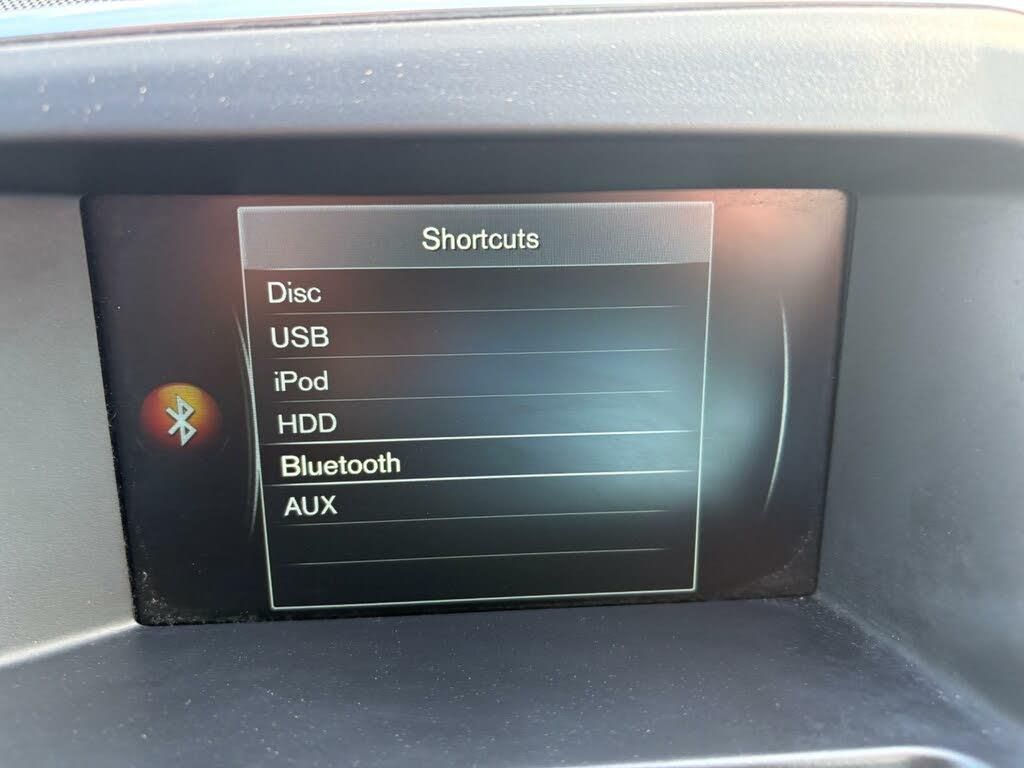 Shortcuts
Disc
USB
iPod
HDD
Bluetooth
AUX